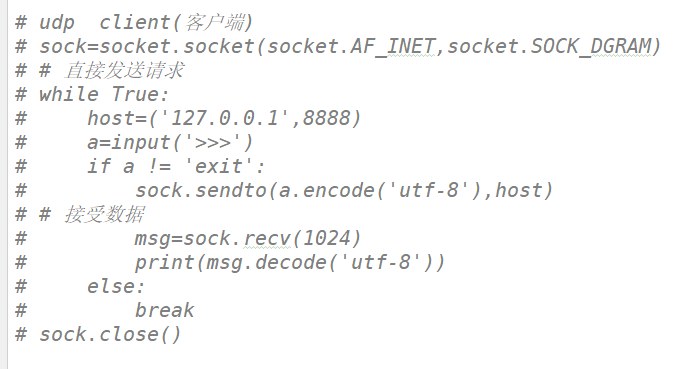 # udp  client(客户端)
# sock=socket.socket(socket.AF_INET,socket.SOCK_DGRAM)
# # 直接发送请求
# while True:
#     host=('127.0.0.1',8888)
#     a=input('>>>')
#     if a != 'exit':
#         sock.sendto(a.encode('utf-8'),host)
# # 接受数据
#         msg=sock.recv(1024)
#         print(msg.decode('utf-8'))
#     else:
#         break
# sock.close()